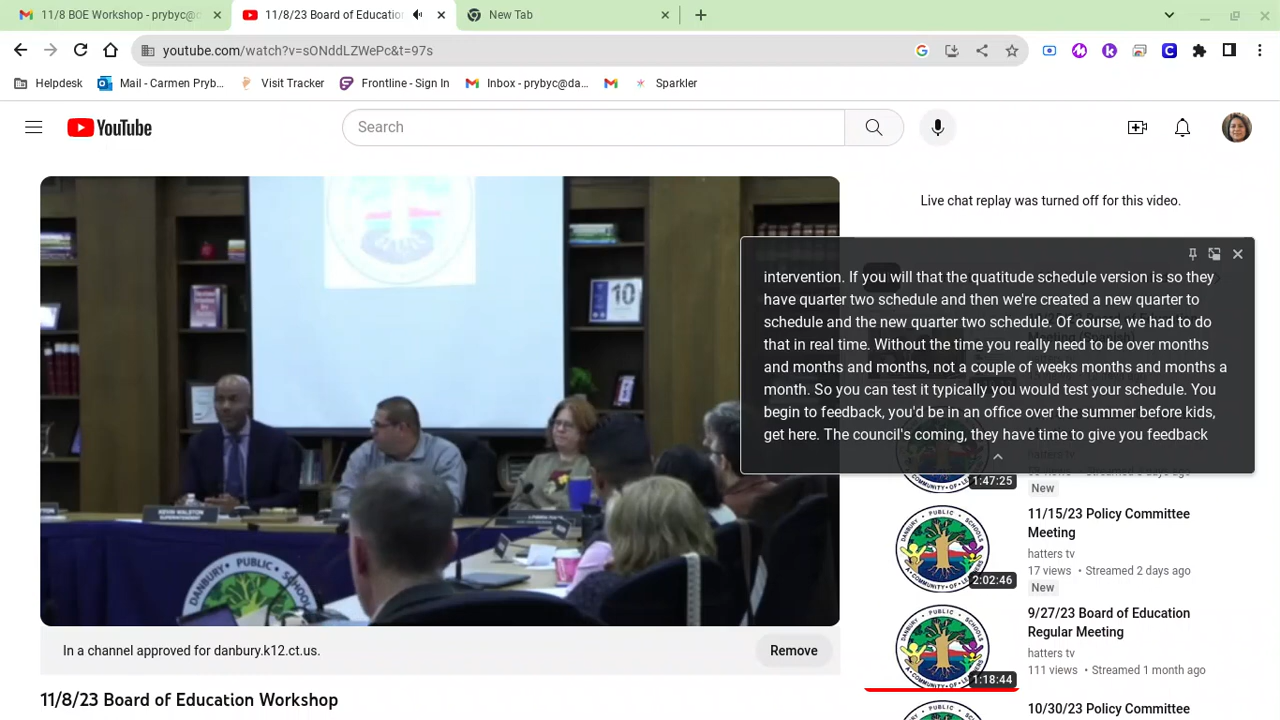 11/8 BOE Workshop - prybyc@d
11/8/23 Board of Education
New Tab
youtube.com/watch?v=sONddLZWePc&t=97s
Helpdesk
Mail - Carmen Pryb...
Visit Tracker
Frontline - Sign In
Inbox - prybyc@da...
Sparkler
YouTube
Search
Live chat replay was turned off for this video.
intervention. If you will that the quatitude schedule version is so they
have quarter two schedule and then we're created a new quarter to
schedule and the new quarter two schedule. Of course, we had to do
that in real time. Without the time you really need to be over months
and months and months, not a couple of weeks months and months a
month. So you can test it typically you would test your schedule. You
begin to feedback, you'd be in an office over the summer before kids,
get here. The council's coming, they have time to give you feedback
10
KEVIN WALSTON
SUPERINTENDENT
DANBURY PUBLIC SCHOOLS
hatters tv
1:47:25
New
11/15/23 Policy Committee
Meeting
hatters tv
17 views • Streamed 2 days ago
2:02:46
New
9/27/23 Board of Education
Regular Meeting
hatters tv
111 views • Streamed 1 month ago
1:18:44
10/30/23 Policy Committee
In a channel approved for danbury.k12.ct.us.
Remove
11/8/23 Board of Education Workshop